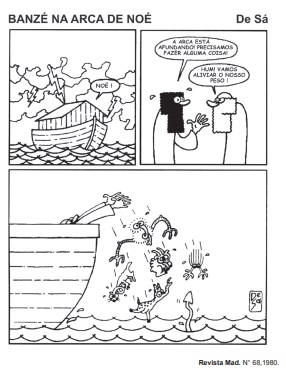 BANZÉ NA ARCA DE NOÉ De Sá
NOÉ !
A ARCA ESTÁ
AFUNDANDO! PRECISAMOS
FAZER ALGUMA COISA!
HUM! VAMOS
ALIVIAR O NOSSO
PESO !
Revista Mad. N° 68,1980.